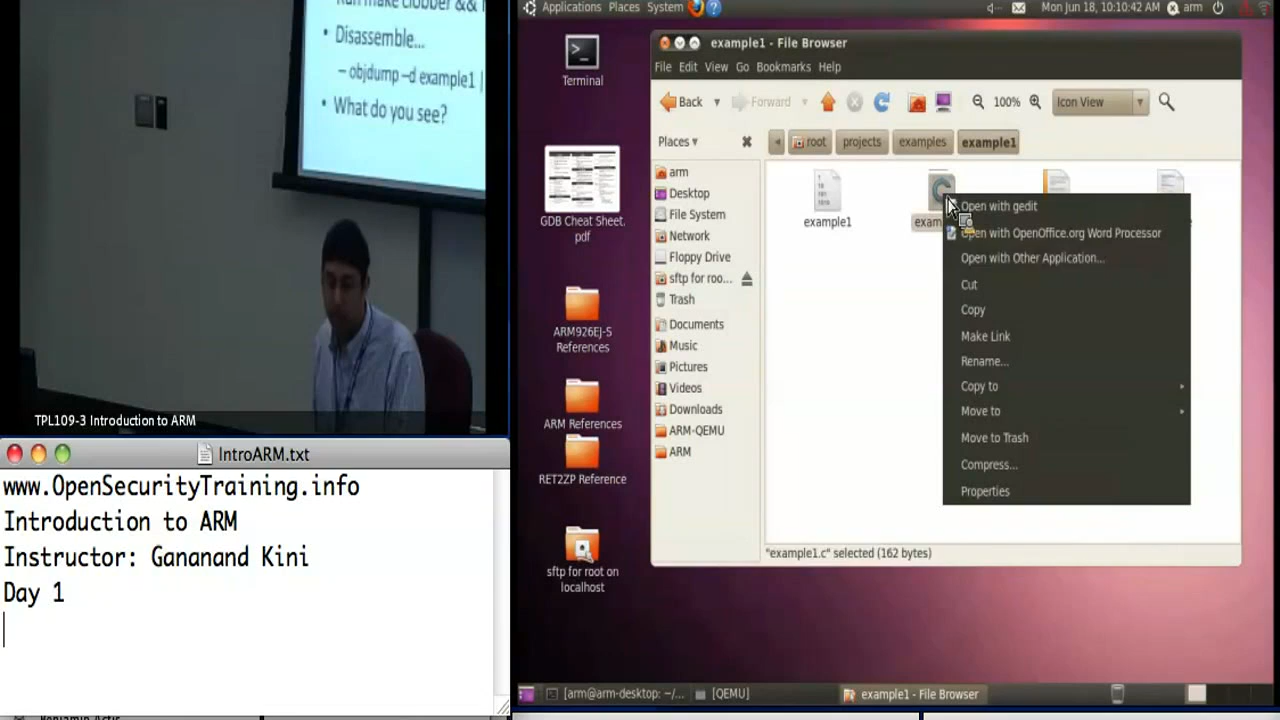 Disassemble...
– objdump –d example1 |
What do you see?
TPL109-3 Introduction to ARM
IntroARM.txt
www.OpenSecurityTraining.info
Introduction to ARM
Instructor: Gananand Kini
Day 1
Applications Places System
Mon Jun 18, 10:10:42 AM arm
Terminal
GDB Cheat Sheet.
pdf
ARM926EJ-S
References
ARM References
RET2ZP Reference
sftp for root on
localhost
example1 - File Browser
File Edit View Go Bookmarks Help
Back Forward 100% Icon View
Places root projects examples example1
arm
Desktop
File System
Network
Floppy Drive
sftp for roo...
Trash
Documents
Music
Pictures
Videos
Downloads
ARM-QEMU
ARM
example1
Open with gedit
Open with OpenOffice.org Word Processor
Open with Other Application...
Cut
Copy
Make Link
Rename...
Copy to
Move to
Move to Trash
Compress...
Properties
"example1.c" selected (162 bytes)
[arm@arm-desktop: ~/... [QEMU] example1 - File Browser